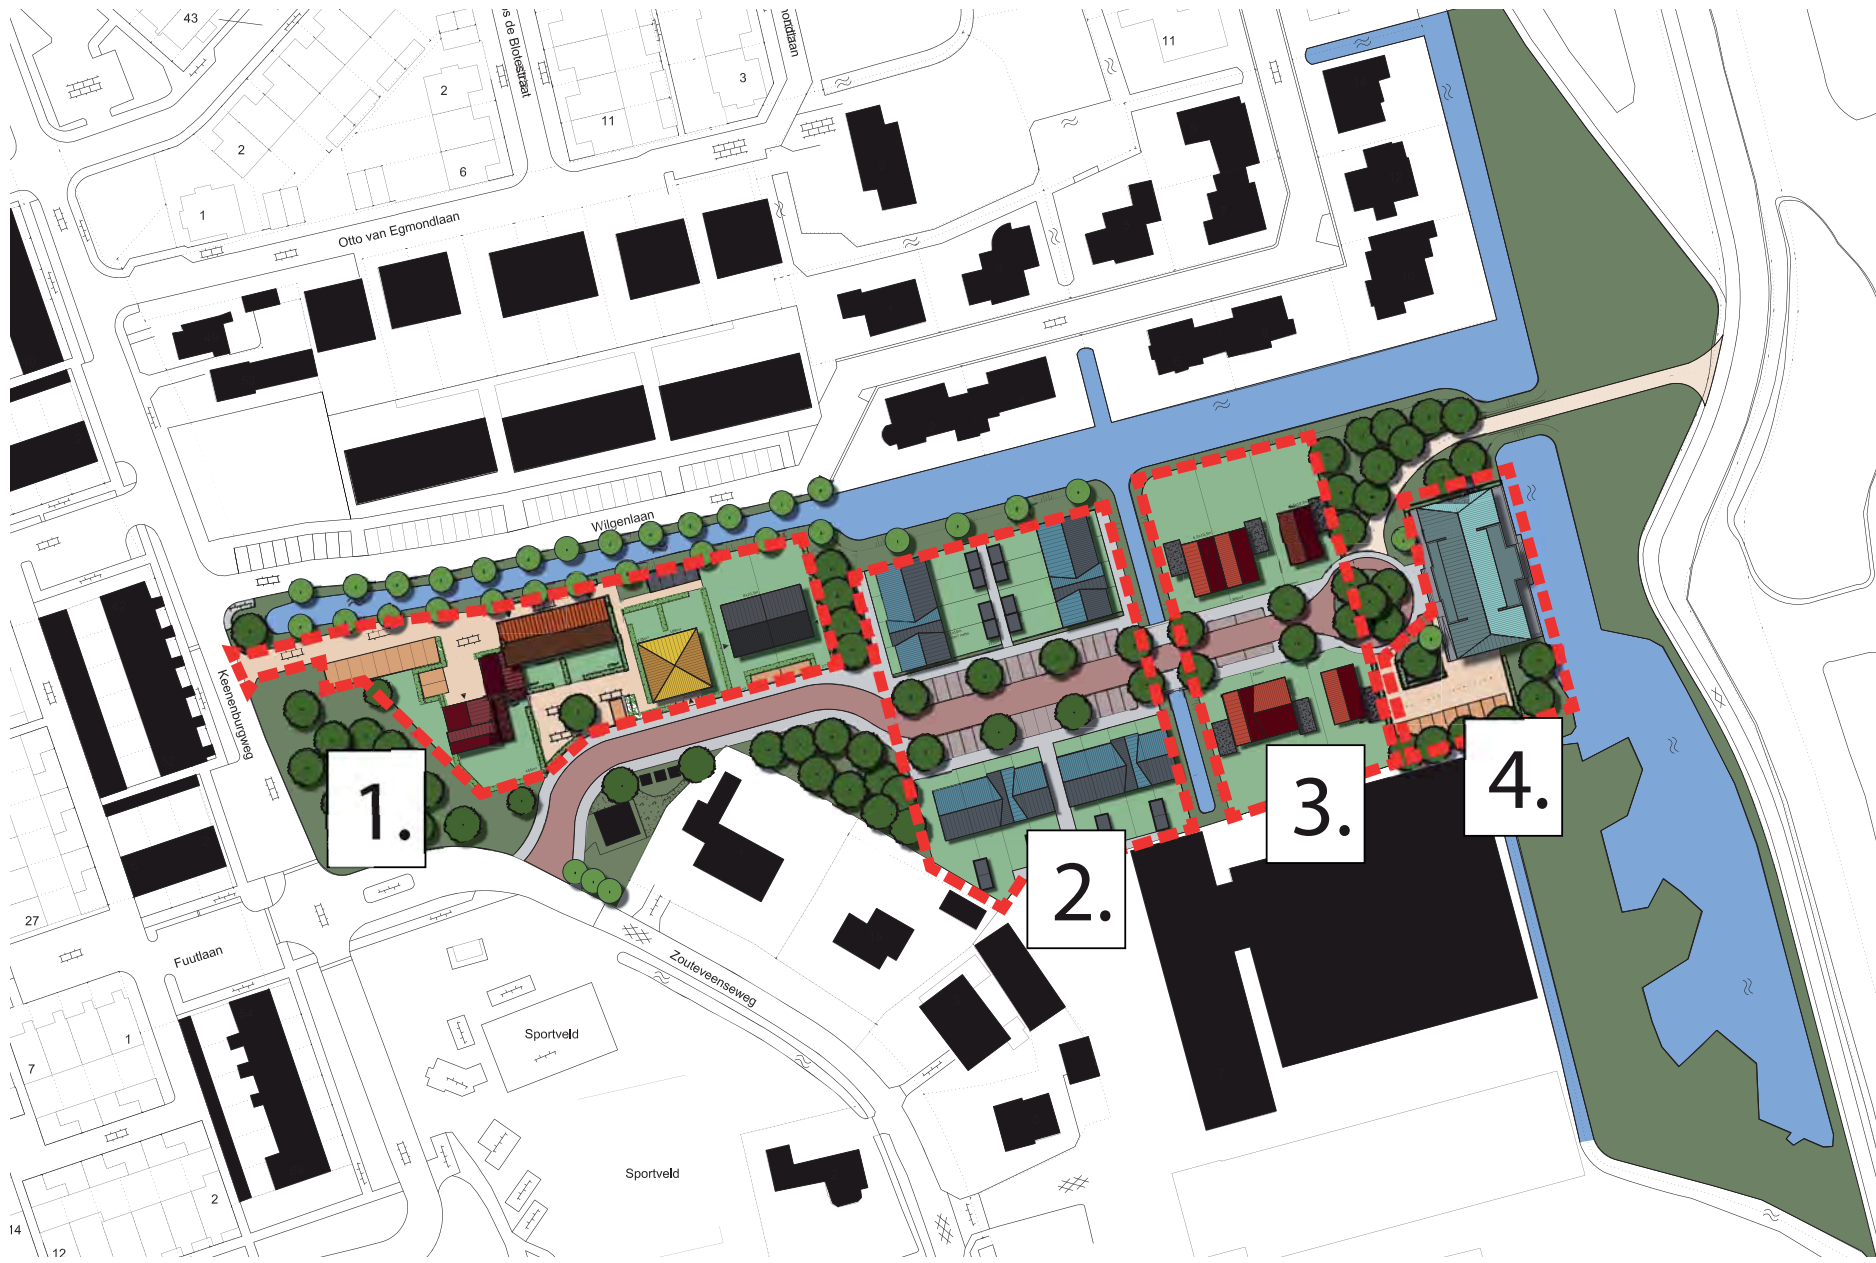 43
2
2
6
1
11
3
11
Otto van Egmondlaan
Wilgenlaan
Keenenburgweg
1.
2.
3.
4.
27
Fuutlaan
Zouteveenseweg
Sportveld
1
7
Sportveld
2
14
12